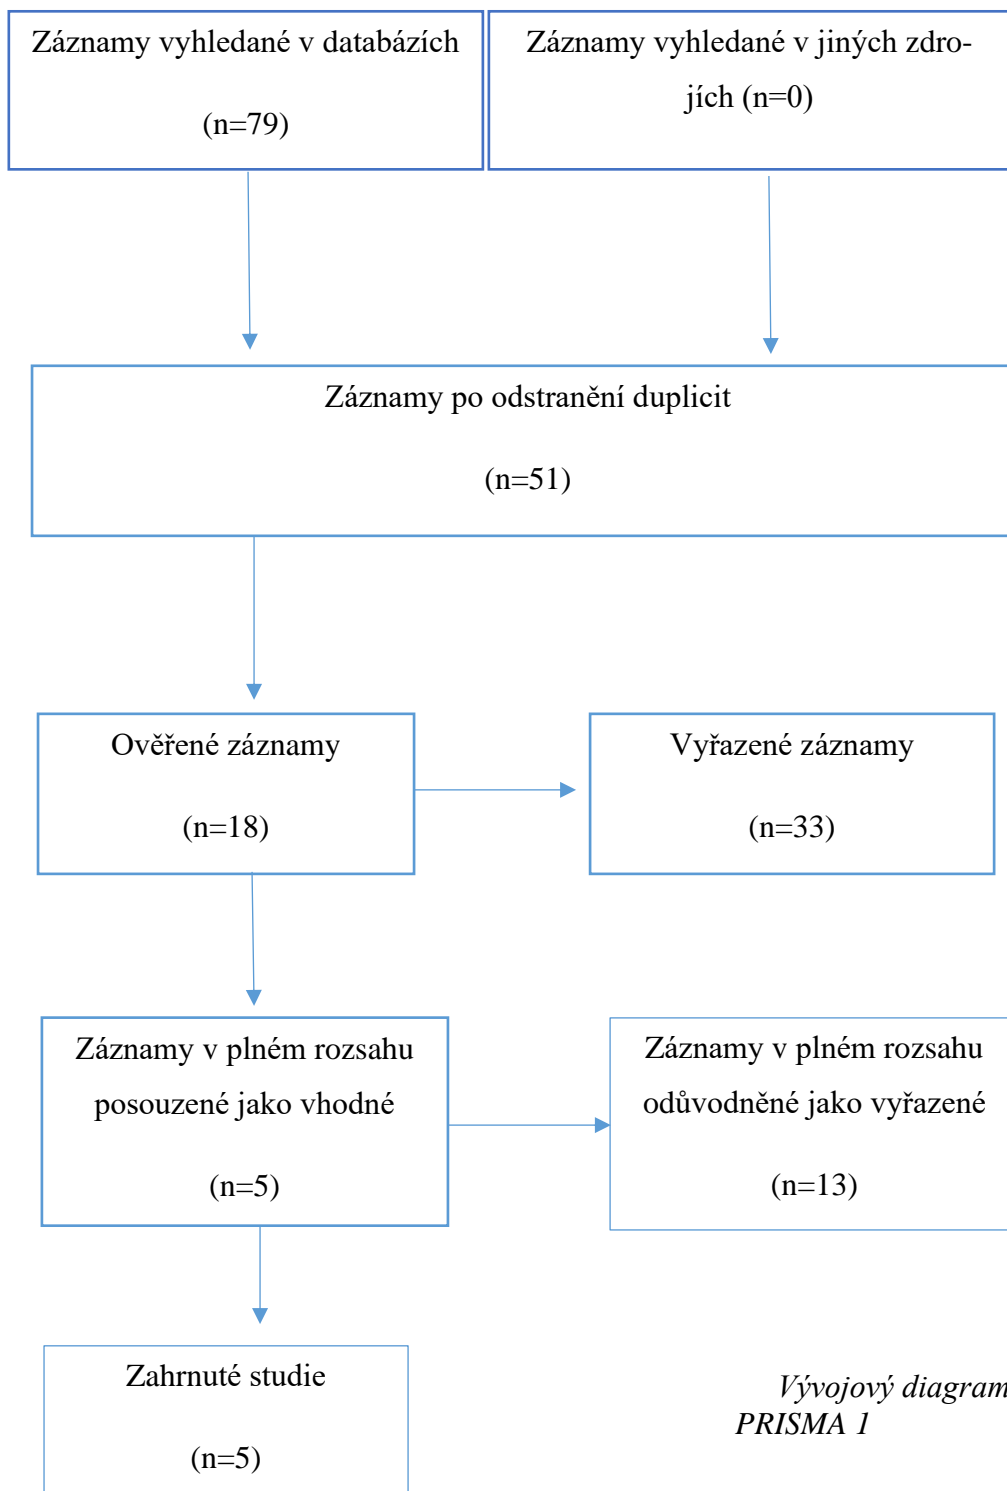 Záznamy vyhledané v databázích
(n=79)
Záznamy vyhledané v jiných zdro-
jích (n=0)
Záznamy po odstranění duplicit
(n=51)
Ověřené záznamy
(n=18)
Vyřazené záznamy
(n=33)
Záznamy v plném rozsahu
posouzené jako vhodné
(n=5)
Záznamy v plném rozsahu
odůvodněné jako vyřazené
(n=13)
Zahrnuté studie
(n=5)
Vývojový diagram
PRISMA 1